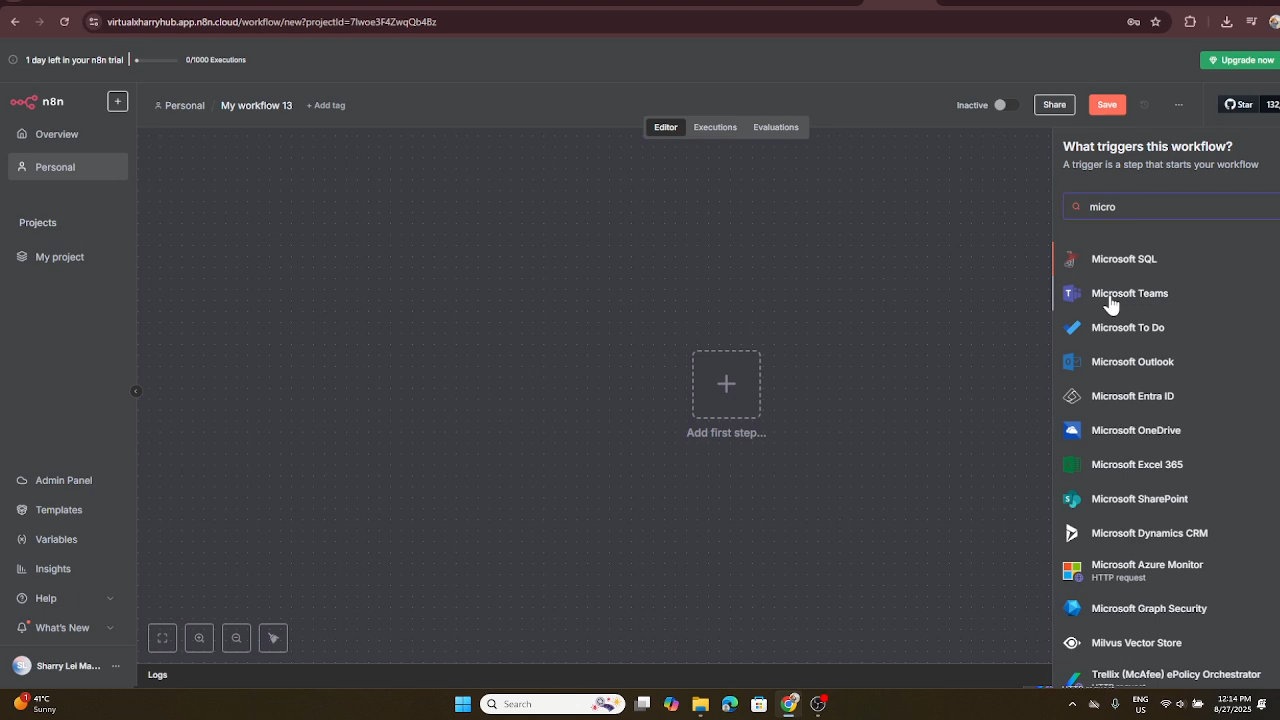 virtualxharryhub.app.n8n.cloud/workflow/new?projectId=7lwoe3F4ZwqQb4Bz
1 day left in your n8n trial
0/1000 Executions
Upgrade now
n8n
Personal / My workflow 13 + Add tag
Inactive
Share
Save
Star
132,
Editor
Executions
Evaluations
Overview
Personal
Projects
My project
Admin Panel
Templates
Variables
Insights
Help
What's New
SL
Sharry Lel Ma...
Add first step...
Logs
What triggers this workflow?
A trigger is a step that starts your workflow
micro
Microsoft SQL
Microsoft Teams
Microsoft To Do
Microsoft Outlook
Microsoft Entra ID
Microsoft OneDrive
Microsoft Excel 365
Microsoft SharePoint
Microsoft Dynamics CRM
Microsoft Azure Monitor
HTTP request
Microsoft Graph Security
Milvus Vector Store
Trellix (McAfee) ePolicy Orchestrator
41°C
Sunny
Search
ENG
12:14 PM
8/27/2025